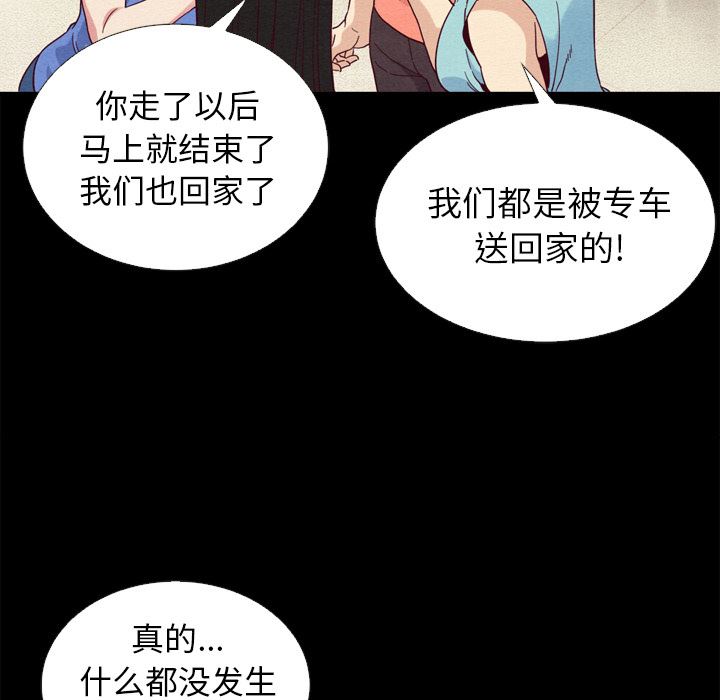 你走了以后
马上就结束了
我们也回家了
我们都是被专车
送回家的!
真的...
什么都没发生